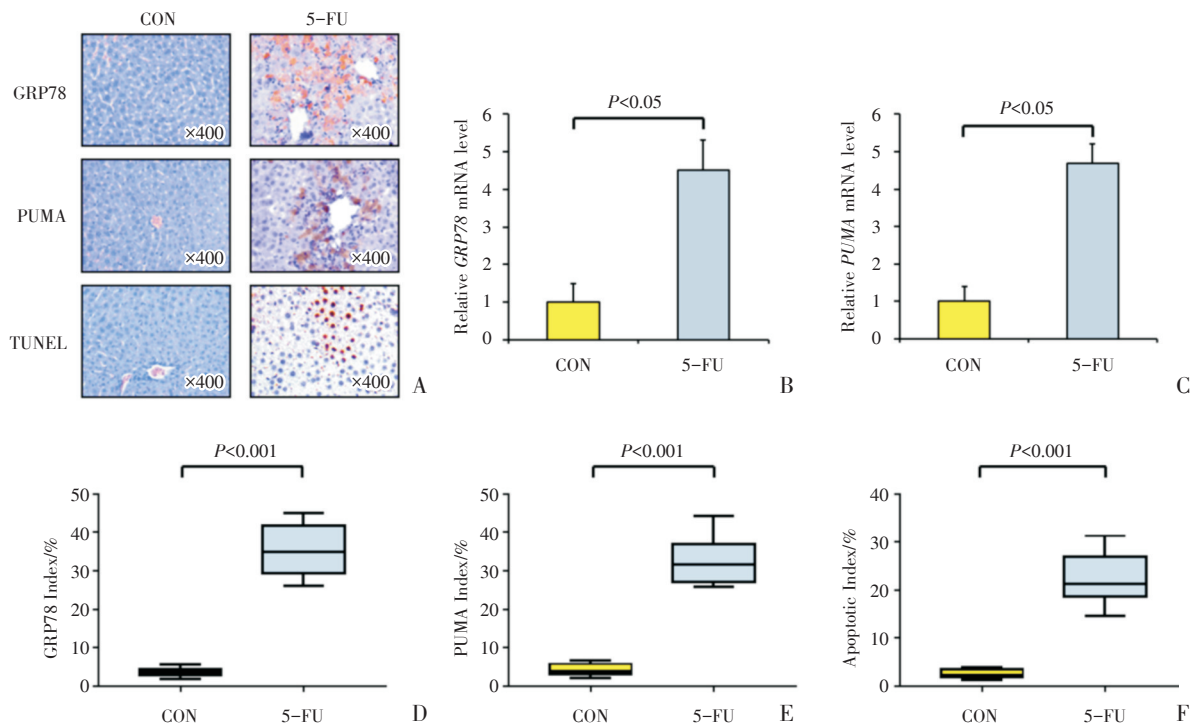 CON 5-FU
GRP78
×400 ×400
PUMA
×400 ×400
TUNEL
×400 ×400
A
P<0.05
Relative GRP78 mRNA level
6
5
4
3
2
1
0
CON 5-FU
B
P<0.05
Relative PUMA mRNA level
6
5
4
3
2
1
0
CON 5-FU
C
P<0.001
GRP78 Index/%
50
40
30
20
10
0
CON 5-FU
D
P<0.001
PUMA Index/%
50
40
30
20
10
0
CON 5-FU
E
P<0.001
Apoptotic Index/%
40
30
20
10
0
CON 5-FU
F